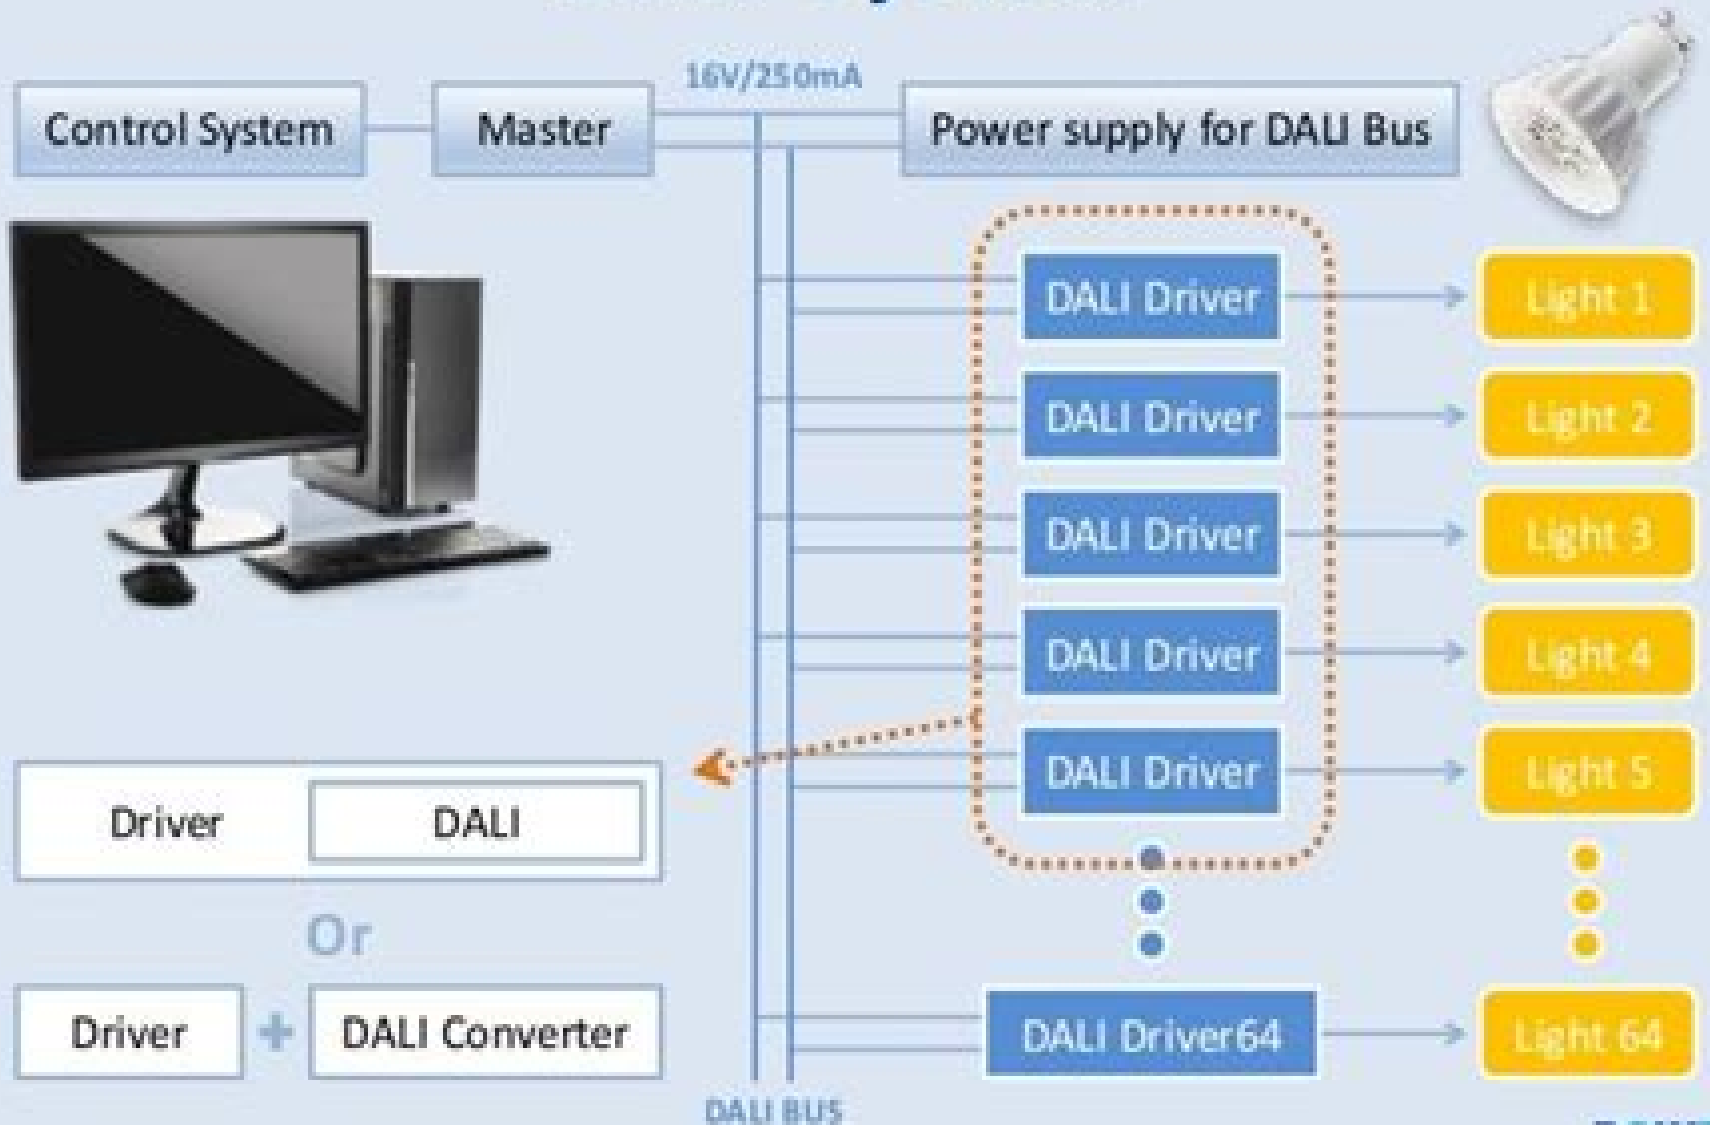 16V/250mA
Control System
Master
Power supply for DALI Bus
DALI Driver
Light 1
DALI Driver
Light 2
DALI Driver
Light 3
DALI Driver
Light 4
DALI Driver
Light 5
Driver
DALI
Or
Driver
+
DALI Converter
DALI Driver64
Light 64
DALI BUS